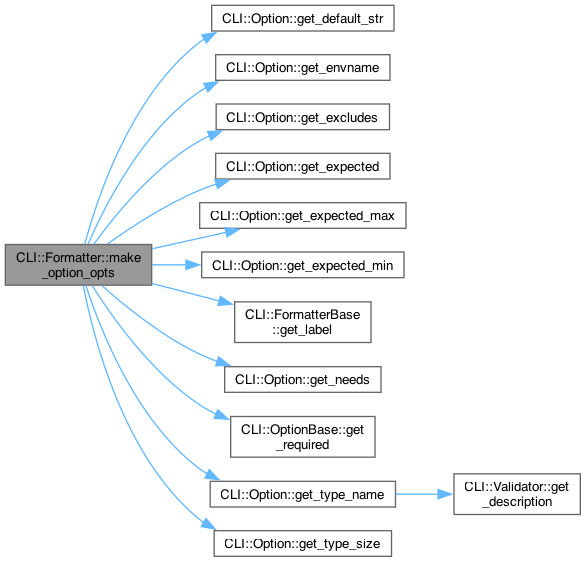 CLI::Option::get_default_str
CLI::Option::get_envname
CLI::Option::get_excludes
CLI::Option::get_expected
CLI::Option::get_expected_max
CLI::Formatter::make
_option_opts
CLI::Option::get_expected_min
CLI::FormatterBase
::get_label
CLI::Option::get_needs
CLI::OptionBase::get
_required
CLI::Option::get_type_name
CLI::Validator::get
_description
CLI::Option::get_type_size